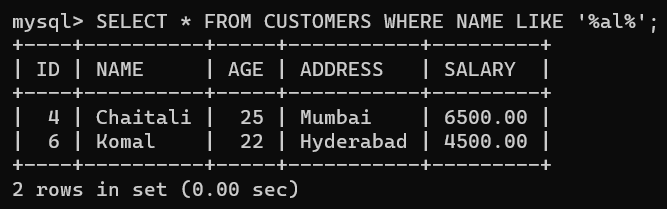 mysql> SELECT * FROM CUSTOMERS WHERE NAME LIKE '%al%';
+----+----------+-----+-----------+---------+
| ID | NAME     | AGE | ADDRESS   | SALARY  |
+----+----------+-----+-----------+---------+
|  4 | Chaitali |  25 | Mumbai    | 6500.00 |
|  6 | Komal    |  22 | Hyderabad | 4500.00 |
+----+----------+-----+-----------+---------+
2 rows in set (0.00 sec)